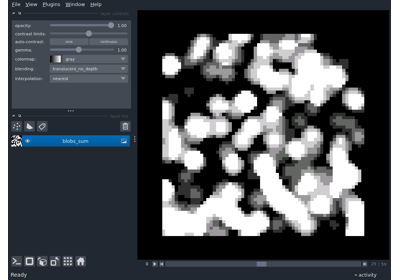 File View Plugins Window Help
opacity: 1.00
contrast limits:
auto-contrast: once continuous
gamma: 1.00
colormap: gray
blending: translucent_no_depth
interpolation: nearest
blobs_sum
Ready
activity